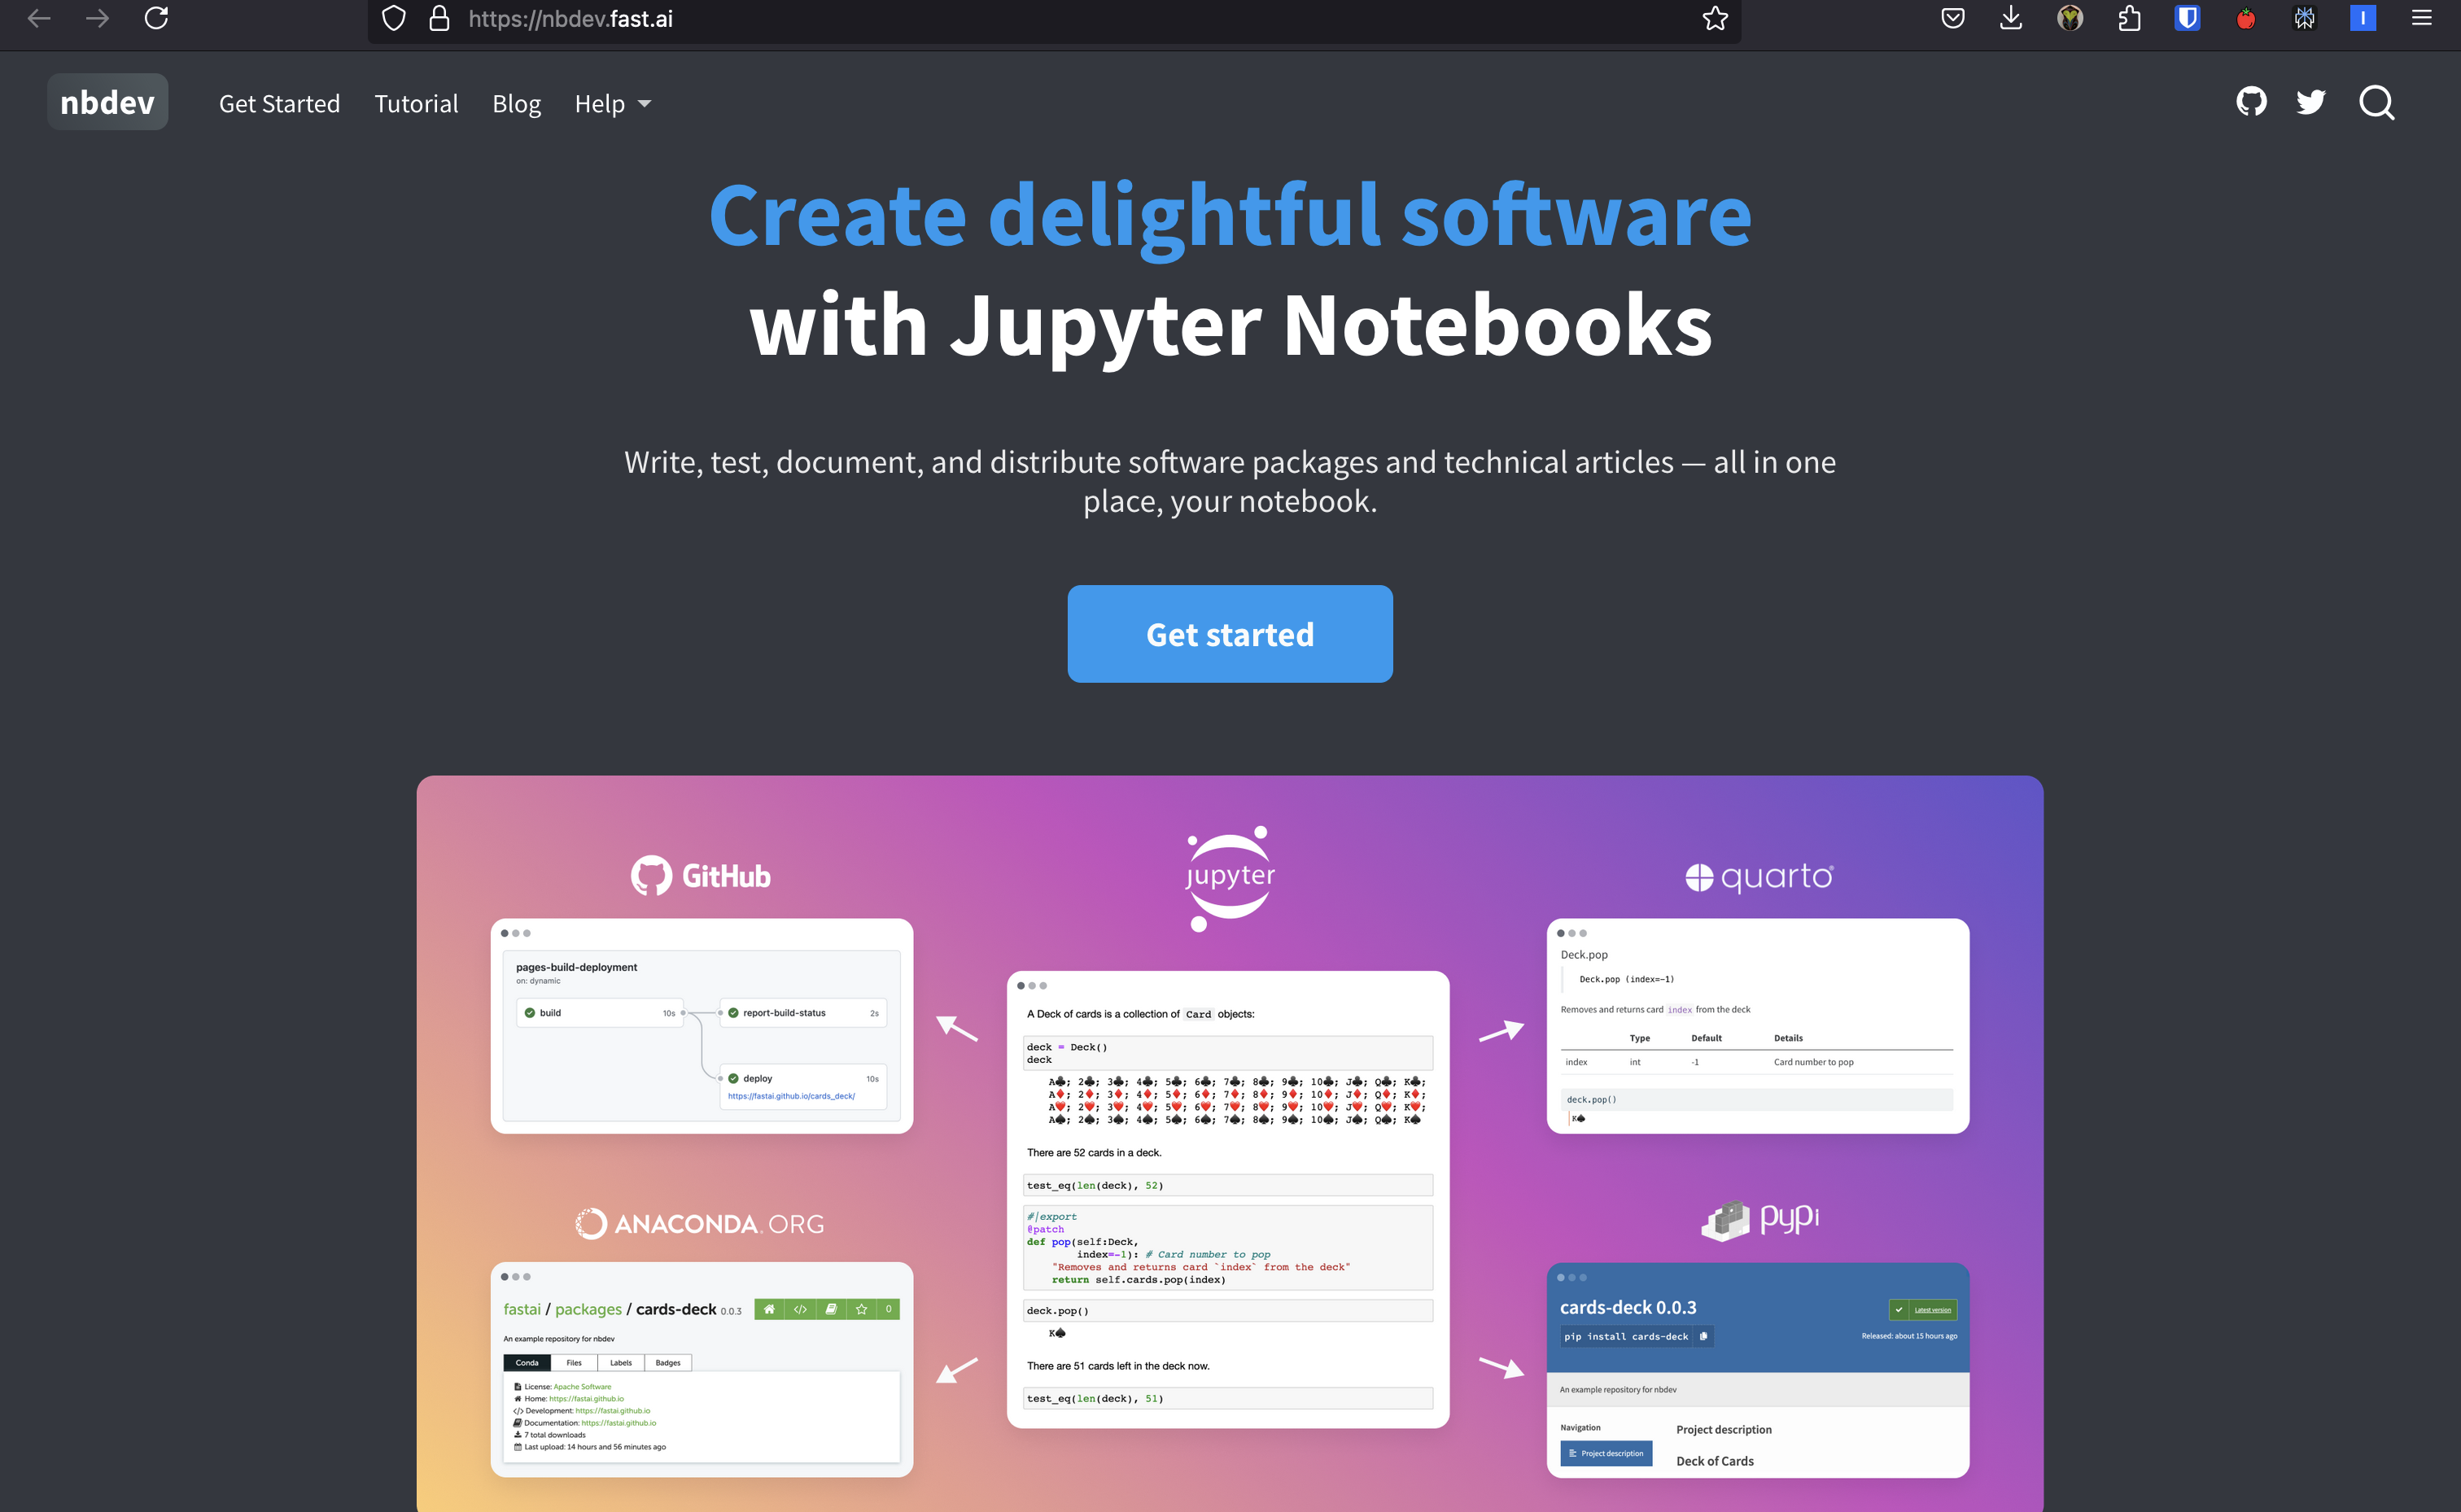 https://nbdev.fast.ai
nbdev
Get Started
Tutorial
Blog
Help
Create delightful software
with Jupyter Notebooks
Write, test, document, and distribute software packages and technical articles — all in one
place, your notebook.
Get started
GitHub
pages-build-deployment
on: dynamic
build 10s
report-build-status 2s
deploy 10s
https://fastai.github.io/cards_deck/
jupyter
A Deck of cards is a collection of Card objects:
deck = Deck()
deck
A♣; 2♣; 3♣; 4♣; 5♣; 6♣; 7♣; 8♣; 9♣; 10♣; J♣; Q♣; K♣;
A♦; 2♦; 3♦; 4♦; 5♦; 6♦; 7♦; 8♦; 9♦; 10♦; J♦; Q♦; K♦;
A♥; 2♥; 3♥; 4♥; 5♥; 6♥; 7♥; 8♥; 9♥; 10♥; J♥; Q♥; K♥;
A♠; 2♠; 3♠; 4♠; 5♠; 6♠; 7♠; 8♠; 9♠; 10♠; J♠; Q♠; K♠
There are 52 cards in a deck.
test_eq(len(deck), 52)
#|export
@patch
def pop(self:Deck,
index=-1): # Card number to pop
"Removes and returns card `index` from the deck"
return self.cards.pop(index)
deck.pop()
K♠
There are 51 cards left in the deck now.
test_eq(len(deck), 51)
quarto
Deck.pop
Deck.pop (index=-1)
Removes and returns card index from the deck
Type Default Details
index int -1 Card number to pop
deck.pop()
K♠
ANACONDA.ORG
fastai / packages / cards-deck 0.0.3
</> 0
An example repository for nbdev
Conda Files Labels Badges
License: Apache Software
Home: https://fastai.github.io
</> Development: https://fastai.github.io
Documentation: https://fastai.github.io
7 total downloads
Last upload: 14 hours and 56 minutes ago
pypi
cards-deck 0.0.3
Latest version
pip install cards-deck
Released: about 15 hours ago
An example repository for nbdev
Navigation
Project description
Project description
Deck of Cards